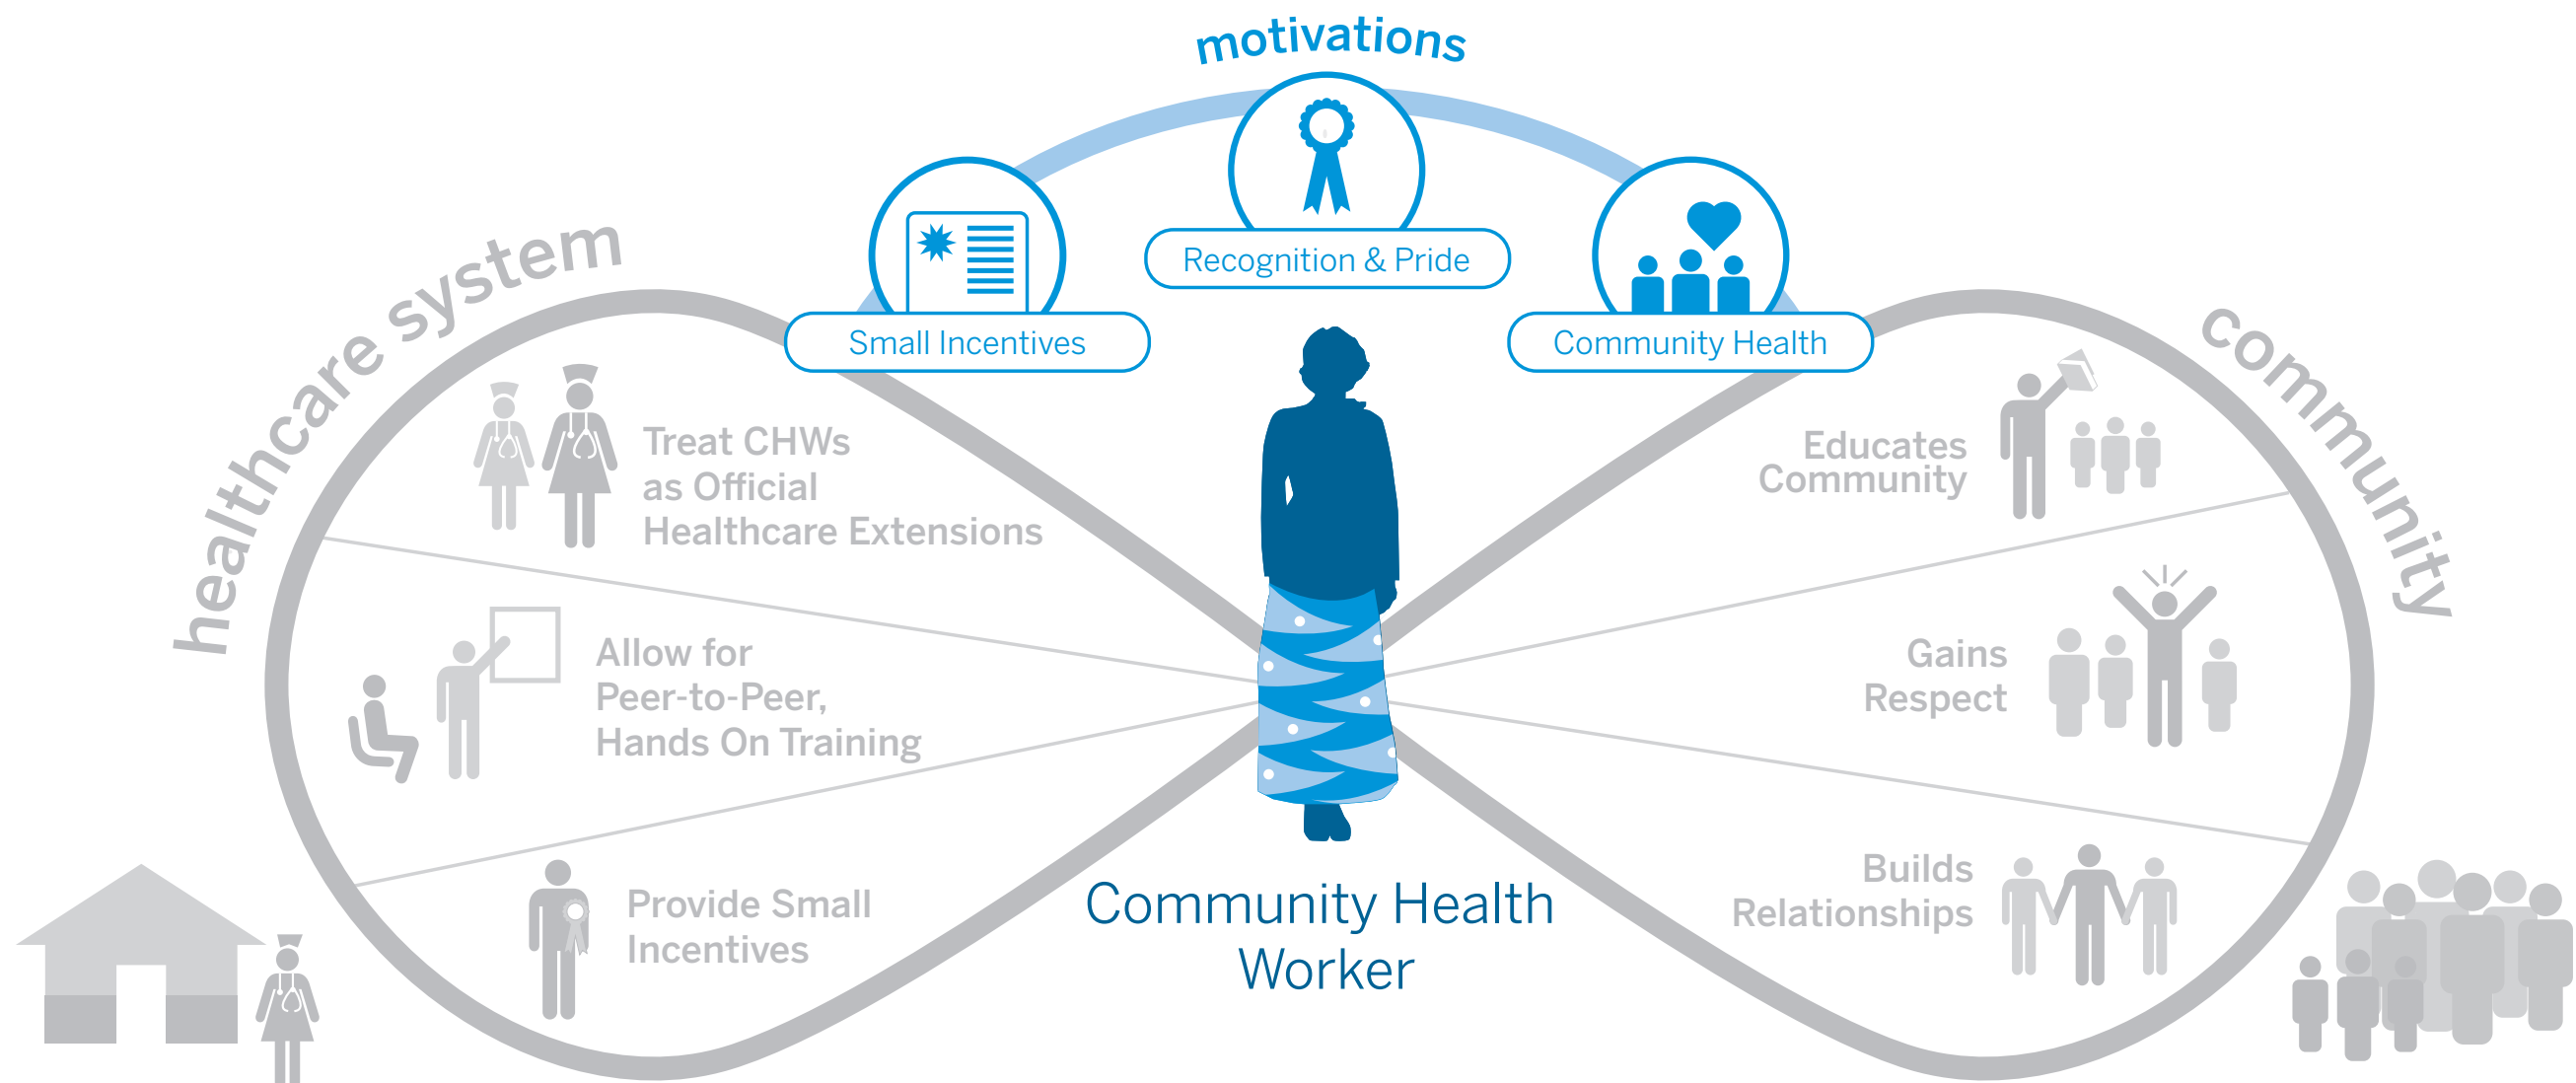 motivations
Recognition & Pride
Small Incentives
Community Health
healthcare system
Treat CHWs
as Official
Healthcare Extensions
Allow for
Peer-to-Peer,
Hands On Training
Provide Small
Incentives
Community Health
Worker
community
Educates
Community
Gains
Respect
Builds
Relationships